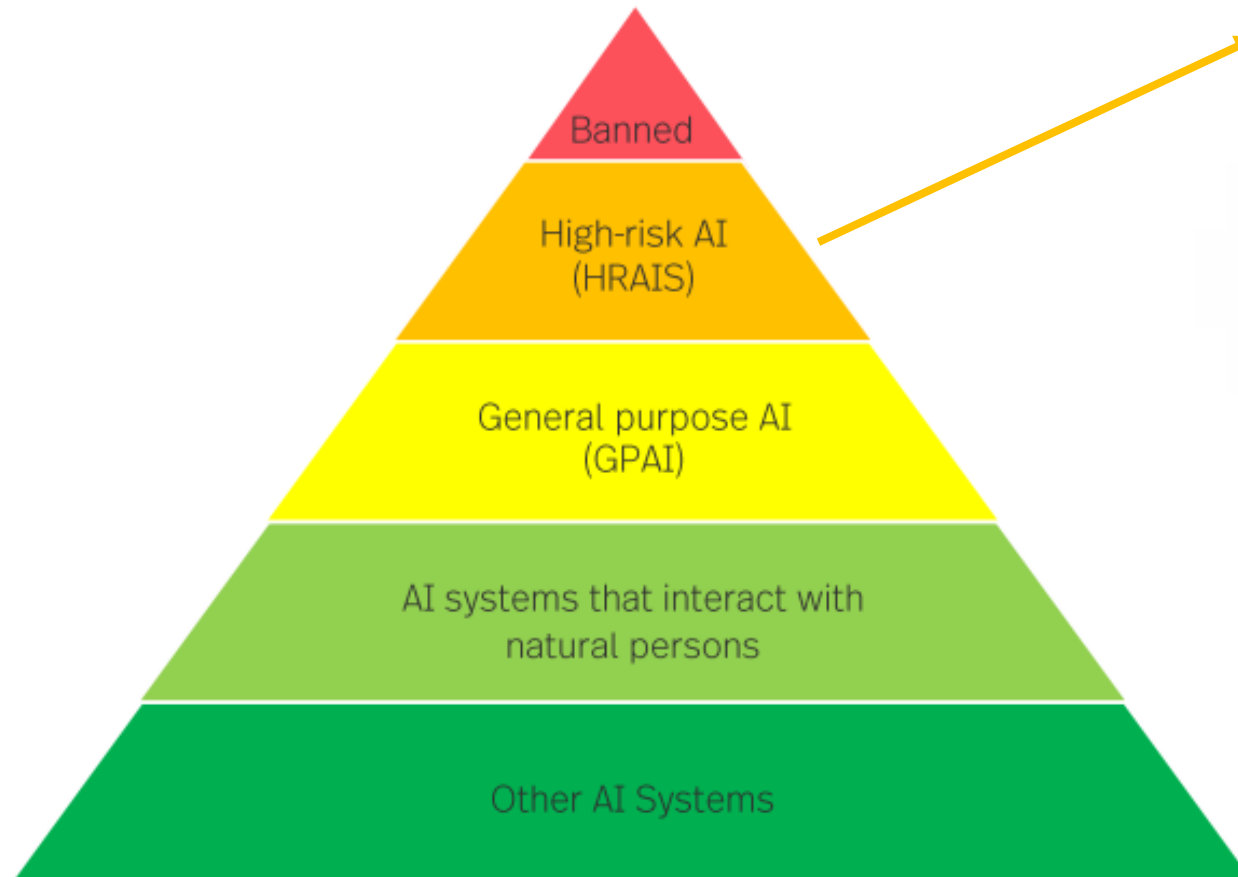 Banned
High-risk AI
(HRAIS)
General purpose AI
(GPAI)
AI systems that interact with
natural persons
Other AI Systems